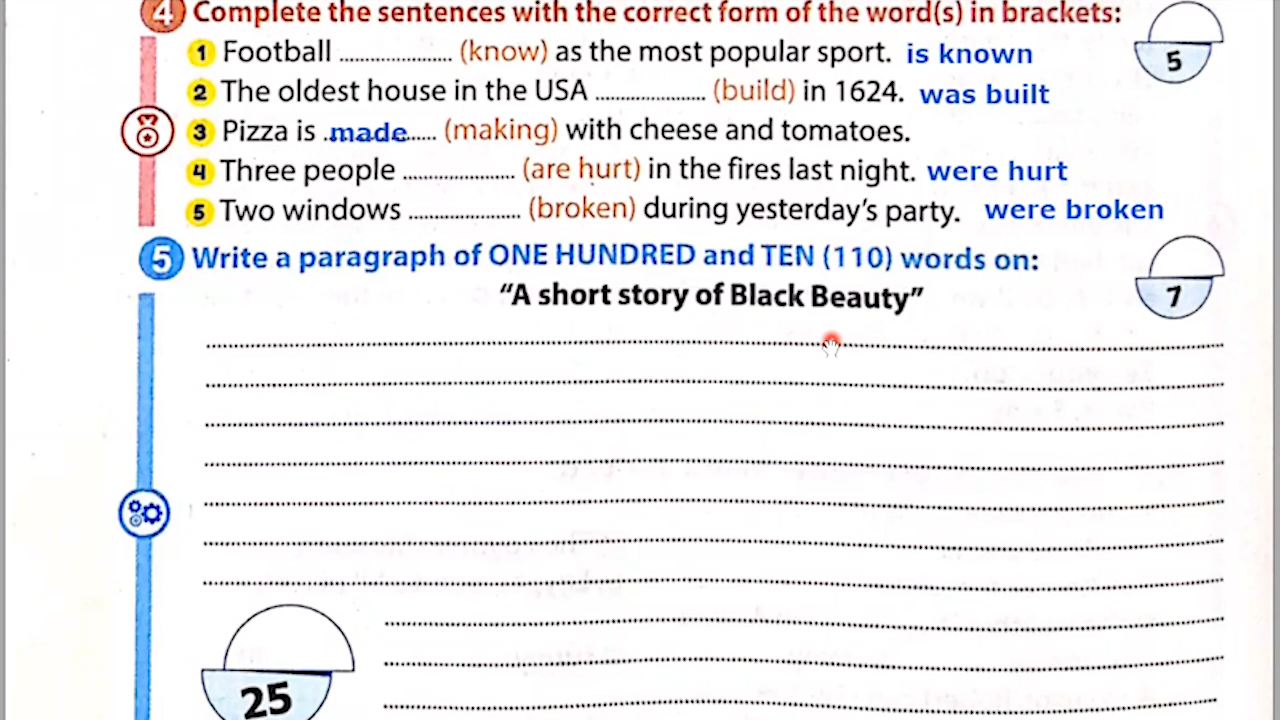 4 Complete the sentences with the correct form of the word(s) in brackets:
5
1 Football ...................... (know) as the most popular sport. is known
2 The oldest house in the USA ...................... (build) in 1624. was built
3 Pizza is .made...... (making) with cheese and tomatoes.
4 Three people ...................... (are hurt) in the fires last night. were hurt
5 Two windows ...................... (broken) during yesterday's party. were broken
5 Write a paragraph of ONE HUNDRED and TEN (110) words on:
"A short story of Black Beauty"
7
25